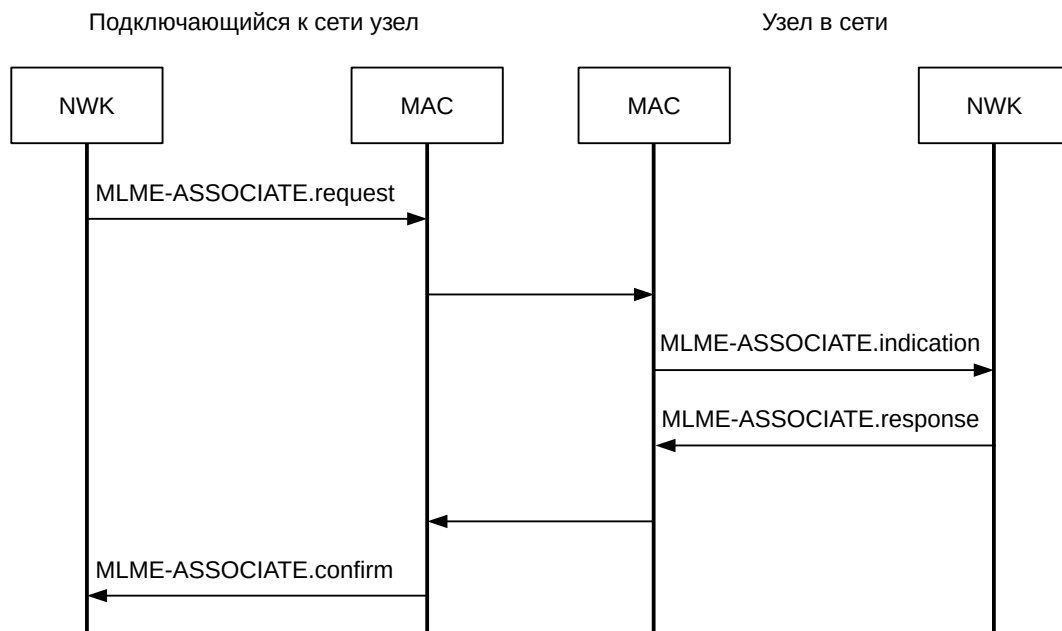 Подключающийся к сети узел
Узел в сети
NWK
MAC
MAC
NWK
MLME-ASSOCIATE.request
MLME-ASSOCIATE.indication
MLME-ASSOCIATE.response
MLME-ASSOCIATE.confirm